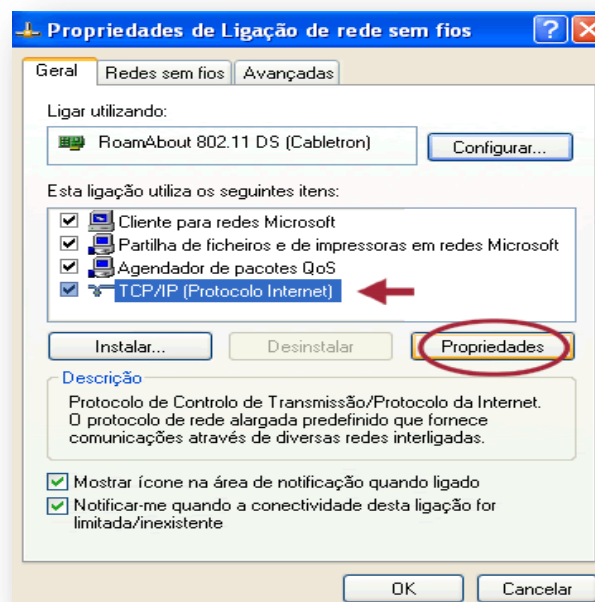 Propriedades de Ligação de rede sem fios
Geral
Redes sem fios
Avançadas
Ligar utilizando:
RoamAbout 802.11 DS (Cabletron)
Configurar...
Esta ligação utiliza os seguintes itens:
Cliente para redes Microsoft
Partilha de ficheiros e de impressoras em redes Microsoft
Agendador de pacotes QoS
TCP/IP (Protocolo Internet)
Instalar...
Desinstalar
Propriedades
Descrição
Protocolo de Controlo de Transmissão/Protocolo da Internet.
O protocolo de rede alargada predefinido que fornece
comunicações através de diversas redes interligadas.
Mostrar ícone na área de notificação quando ligado
Notificar-me quando a conectividade desta ligação for
limitada/inexistente
OK
Cancelar